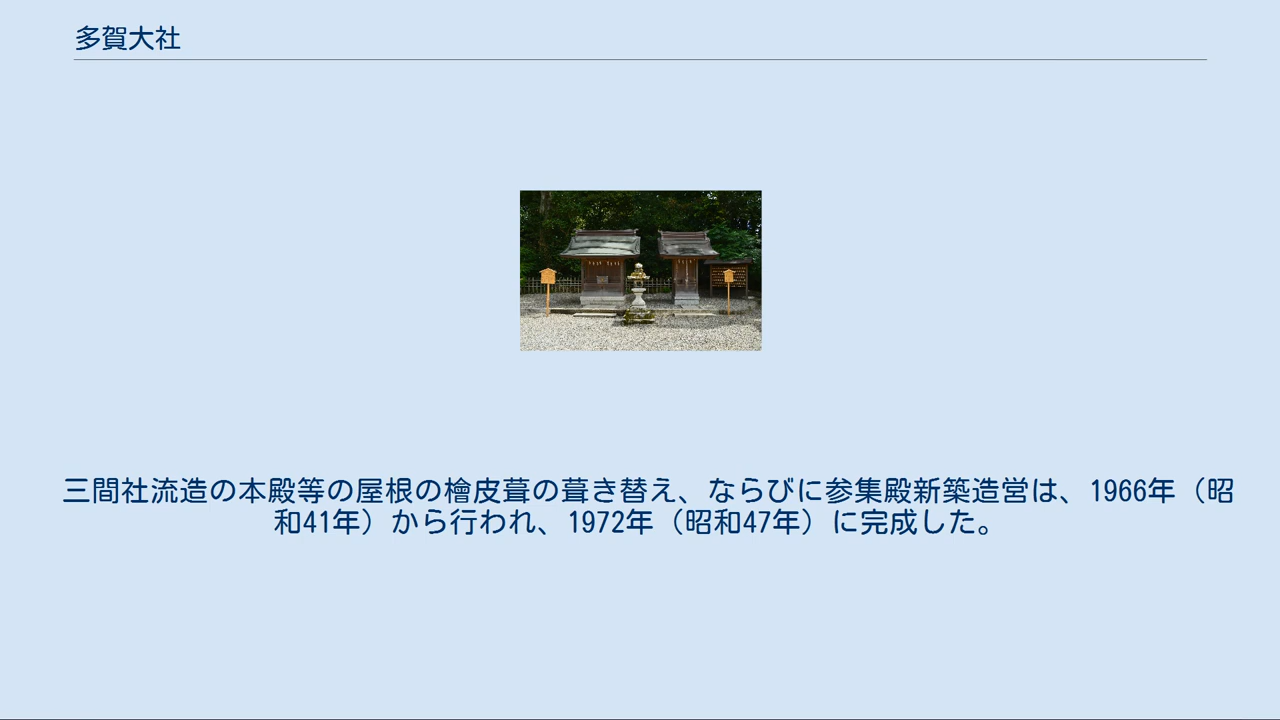 多賀大社
三間社流造の本殿等の屋根の檜皮葺の葺き替え、ならびに参集殿新築造営は、1966年（昭
和41年）から行われ、1972年（昭和47年）に完成した。